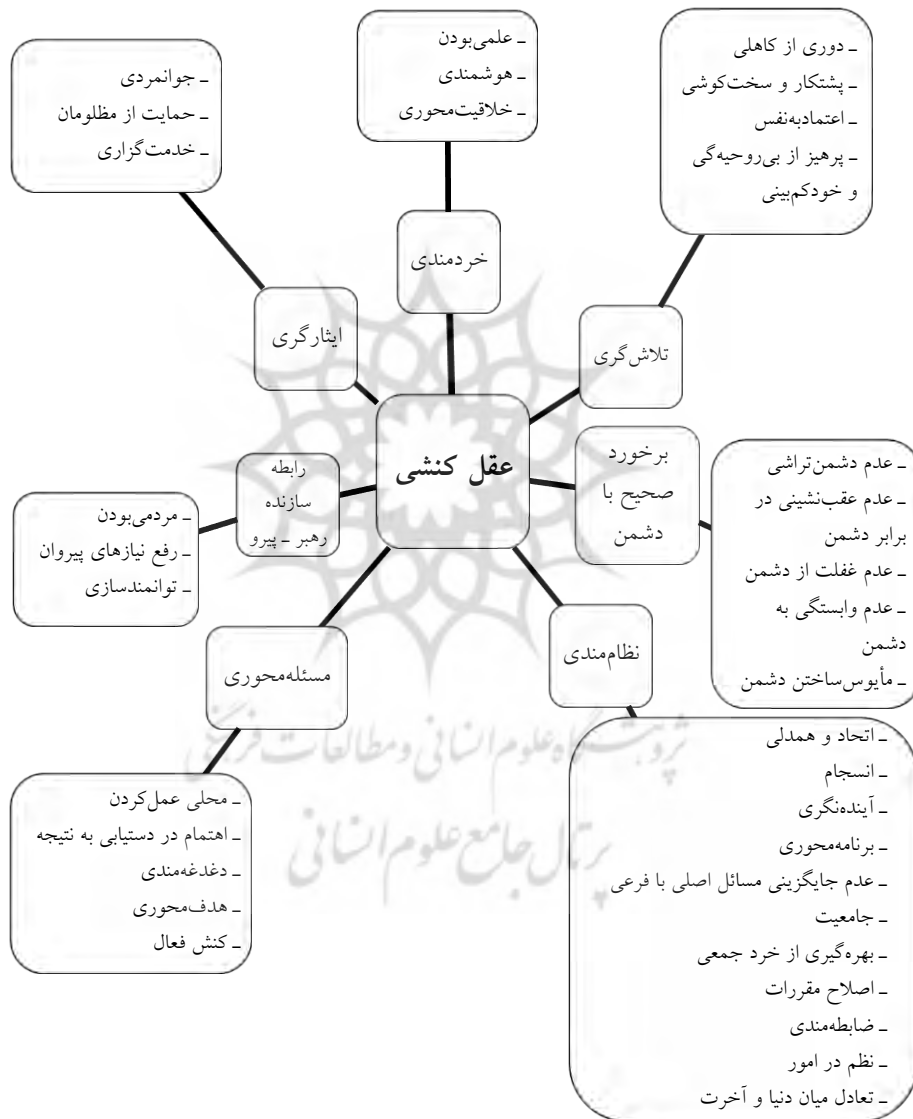 ـ علمی‌بودن
ـ هوشمندی
ـ خلاقیت‌محوری
ـ دوری از کاهلی
ـ پشتکار و سخت‌کوشی
ـ اعتمادبه‌نفس
ـ پرهیز از بی‌روحیه‌گی
و خودکم‌بینی
ـ جوانمردی
ـ حمایت از مظلومان
ـ خدمت‌گزاری
خردمندی
ایثارگری
تلاش‌گری
عقل کنشی
برخورد
صحیح با
دشمن
ـ عدم دشمن‌تراشی
ـ عدم عقب‌نشینی در
برابر دشمن
ـ عدم غفلت از دشمن
ـ عدم وابستگی به
دشمن
ـ مأیوس‌ساختن دشمن
رابطه
سازنده
رهبر ـ پیرو
ـ مردمی‌بودن
ـ رفع نیازهای پیروان
ـ توانمندسازی
نظام‌مندی
مسئله‌محوری
ـ اتحاد و همدلی
ـ انسجام
ـ آینده‌نگری
ـ برنامه‌محوری
ـ عدم جایگزینی مسائل اصلی با فرعی
ـ جامعیت
ـ بهره‌گیری از خرد جمعی
ـ اصلاح مقررات
ـ ضابطه‌مندی
ـ نظم در امور
ـ تعادل میان دنیا و آخرت
ـ محلی عمل‌کردن
ـ اهتمام در دستیابی به نتیجه
ـ دغدغه‌مندی
ـ هدف‌محوری
ـ کنش فعال
پژوهشگاه علوم انسانی و مطالعات فرهنگی
پرتال جامع علوم انسانی